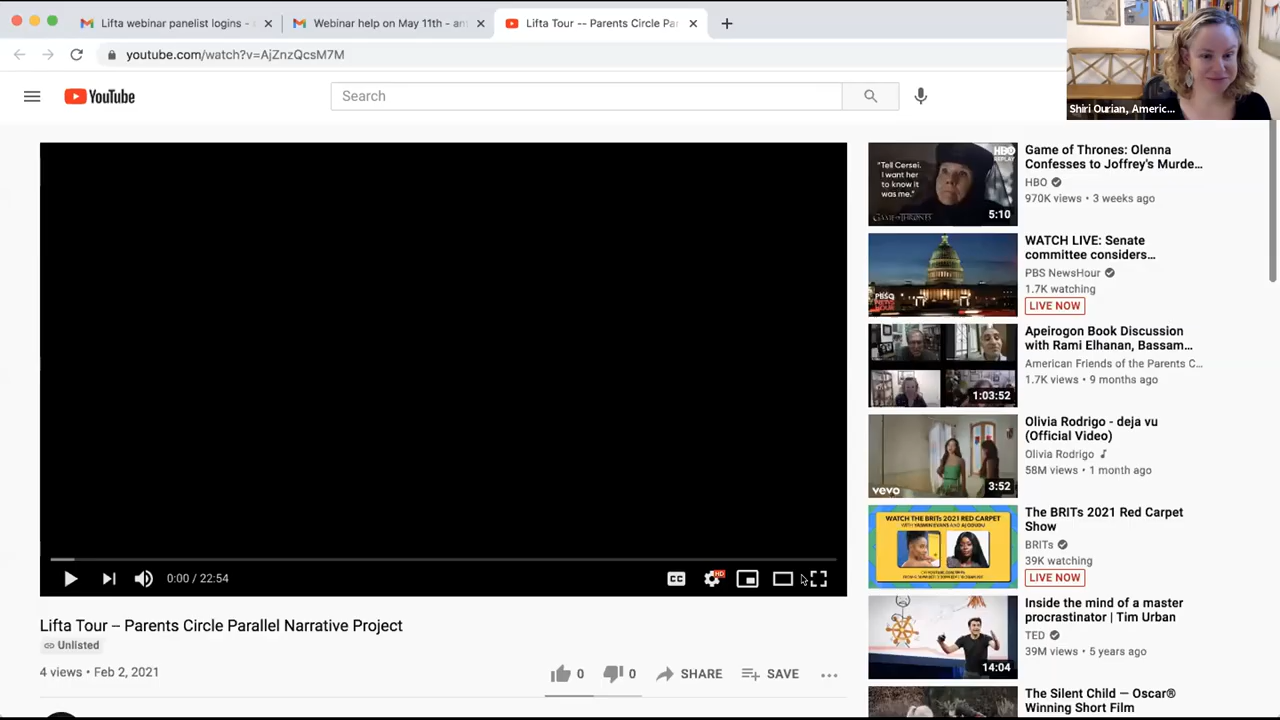 Lifta webinar panelist logins -
Webinar help on May 11th - an
Lifta Tour -- Parents Circle Par
youtube.com/watch?v=AjZnzQcsM7M
Shiri Ourian, Americ...
YouTube
Search
"Tell Cersei.
I want her
to know it
was me."
HBO
GAME OF THRONES
5:10
Game of Thrones: Olenna
Confesses to Joffrey's Murde...
HBO
970K views • 3 weeks ago
WATCH LIVE: Senate
committee considers...
PBS NewsHour
1.7K watching
LIVE NOW
Apeirogon Book Discussion
with Rami Elhanan, Bassam...
American Friends of the Parents C...
1.7K views • 9 months ago
1:03:52
Olivia Rodrigo - deja vu
(Official Video)
Olivia Rodrigo
58M views • 1 month ago
vevo
3:52
WATCH THE BRITs 2021 RED CARPET
The BRITs 2021 Red Carpet
Show
BRITs
39K watching
LIVE NOW
0:00 / 22:54
CC
HD
Lifta Tour – Parents Circle Parallel Narrative Project
Unlisted
4 views • Feb 2, 2021
0
0
SHARE
SAVE
Inside the mind of a master
procrastinator | Tim Urban
TED
39M views • 5 years ago
14:04
The Silent Child — Oscar®
Winning Short Film